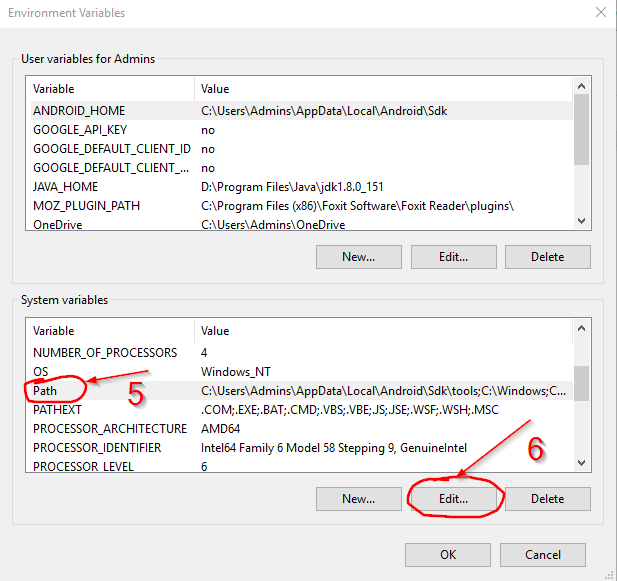 Environment Variables
User variables for Admins
Variable Value
ANDROID_HOME C:\Users\Admins\AppData\Local\Android\Sdk
GOOGLE_API_KEY no
GOOGLE_DEFAULT_CLIENT_ID no
GOOGLE_DEFAULT_CLIENT_... no
JAVA_HOME D:\Program Files\Java\jdk1.8.0_151
MOZ_PLUGIN_PATH C:\Program Files (x86)\Foxit Software\Foxit Reader\plugins\
OneDrive C:\Users\Admins\OneDrive
New... Edit... Delete
System variables
Variable Value
NUMBER_OF_PROCESSORS 4
OS Windows_NT
Path C:\Users\Admins\AppData\Local\Android\Sdk\tools;C:\Windows;C...
5
PATHEXT .COM;.EXE;.BAT;.CMD;.VBS;.VBE;.JS;.JSE;.WSF;.WSH;.MSC
PROCESSOR_ARCHITECTURE AMD64
PROCESSOR_IDENTIFIER Intel64 Family 6 Model 58 Stepping 9, GenuineIntel
6
PROCESSOR_LEVEL 6
New... Edit... Delete
OK Cancel